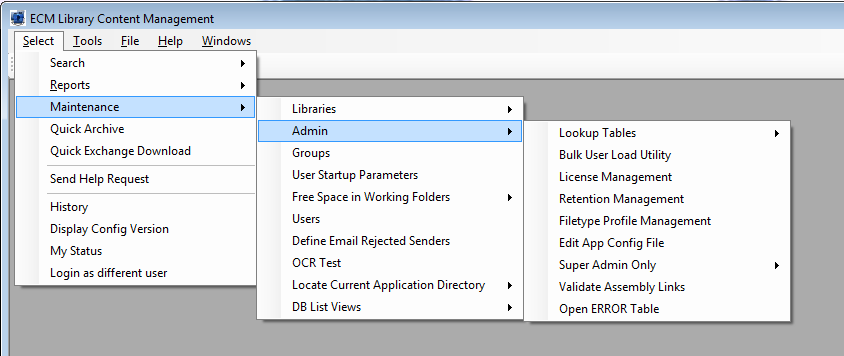 ECM Library Content Management
Select Tools File Help Windows
Search
Reports
Maintenance
Quick Archive
Quick Exchange Download
Send Help Request
History
Display Config Version
My Status
Login as different user
Libraries
Admin
Groups
User Startup Parameters
Free Space in Working Folders
Users
Define Email Rejected Senders
OCR Test
Locate Current Application Directory
DB List Views
Lookup Tables
Bulk User Load Utility
License Management
Retention Management
Filetype Profile Management
Edit App Config File
Super Admin Only
Validate Assembly Links
Open ERROR Table